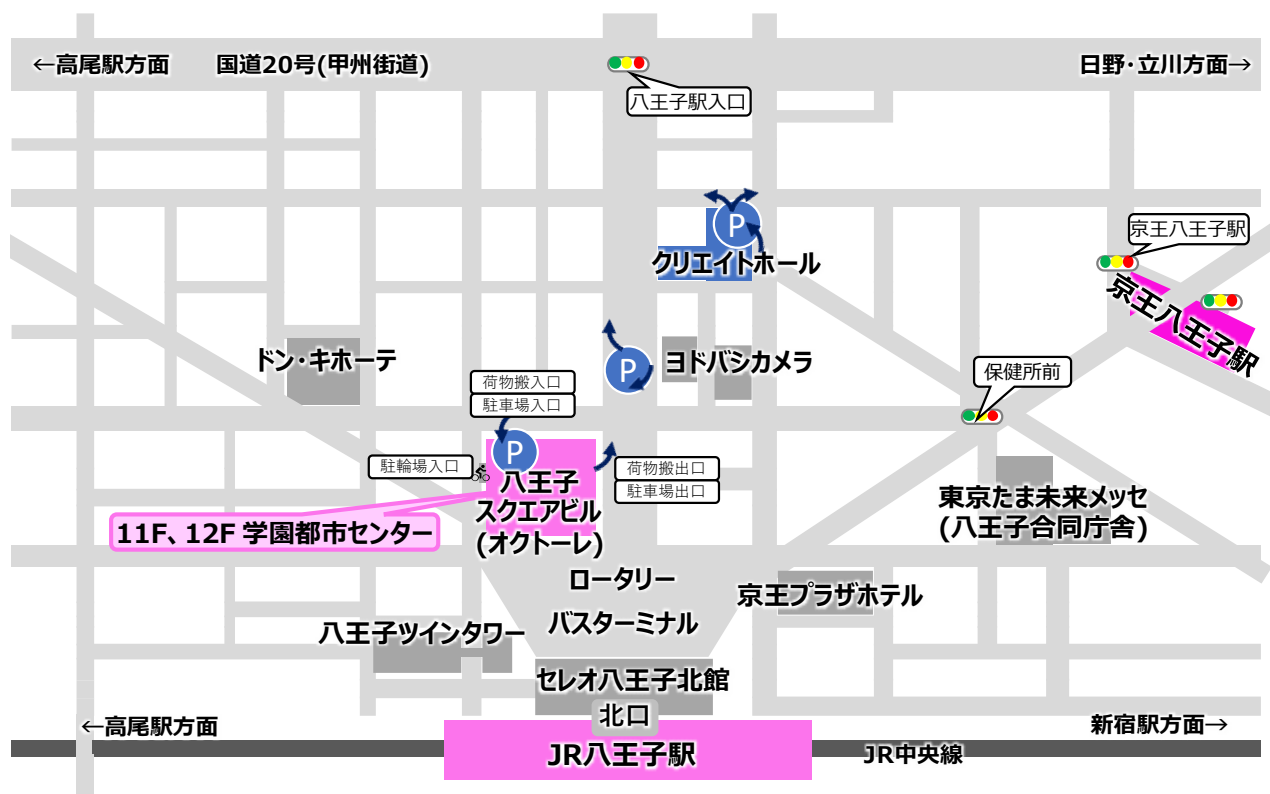 ←高尾駅方面
国道20号(甲州街道)
日野・立川方面→
八王子駅入口
P
京王八王子駅
クリエイトホール
京王八王子駅
P
ヨドバシカメラ
ドン・キホーテ
保健所前
荷物搬入口
駐車場入口
P
駐輪場入口
荷物搬出口
駐車場出口
八王子
スクエアビル
(オクトーレ)
11F、12F 学園都市センター
東京たま未来メッセ
(八王子合同庁舎)
ロータリー
京王プラザホテル
バスターミナル
八王子ツインタワー
セレオ八王子北館
北口
←高尾駅方面
新宿駅方面→
JR八王子駅
JR中央線